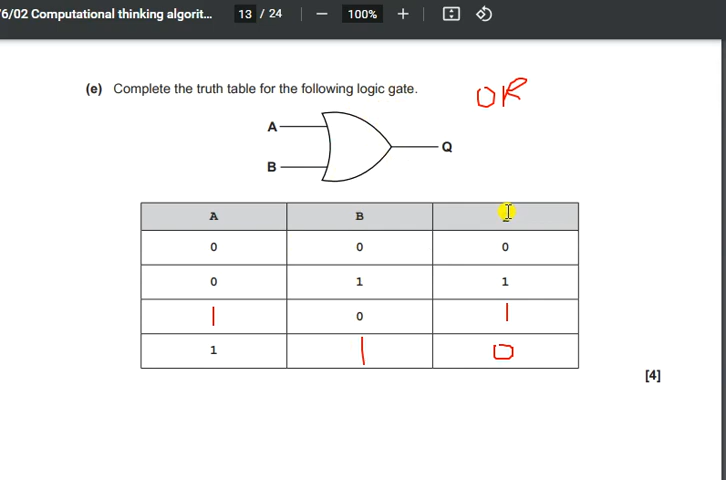 6/02 Computational thinking algorit... 13 / 24 100%
(e) Complete the truth table for the following logic gate.
OR
A
Q
B
A B
0 0 0
0 1 1
1 0 1
1 1 0
[4]